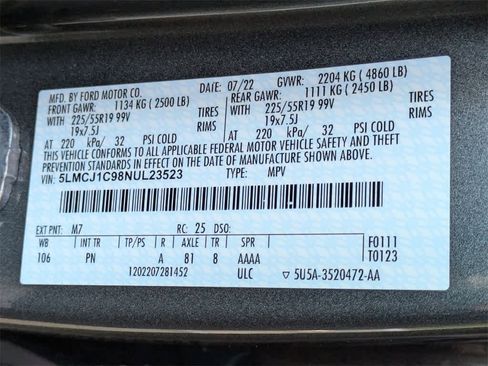 MFD. BY FORD MOTOR CO.
DATE: 07/22 GVWR: 2204 KG ( 4860 LB)
FRONT GAWR: 1134 KG ( 2500 LB) REAR GAWR: 1111 KG ( 2450 LB)
WITH 225/55R19 99V TIRES WITH 225/55R19 99V TIRES
19x7.5J RIMS 19x7.5J RIMS
AT 220 kPa/ 32 PSI COLD AT 220 kPa/ 32 PSI COLD
THIS VEHICLE CONFORMS TO ALL APPLICABLE FEDERAL MOTOR VEHICLE SAFETY AND THEFT
PREVENTION STANDARDS IN EFFECT ON THE DATE OF MANUFACTURE SHOWN ABOVE.
VIN: 5LMCJ1C98NUL23523 TYPE: MPV
EXT PNT: M7 RC: 25 DSO:
WB INT TR TP/PS R AXLE TR SPR F0111
106 PN A 81 8 AAAA T0123
1202207281452 ULC ▽ 5U5A-3520472-AA